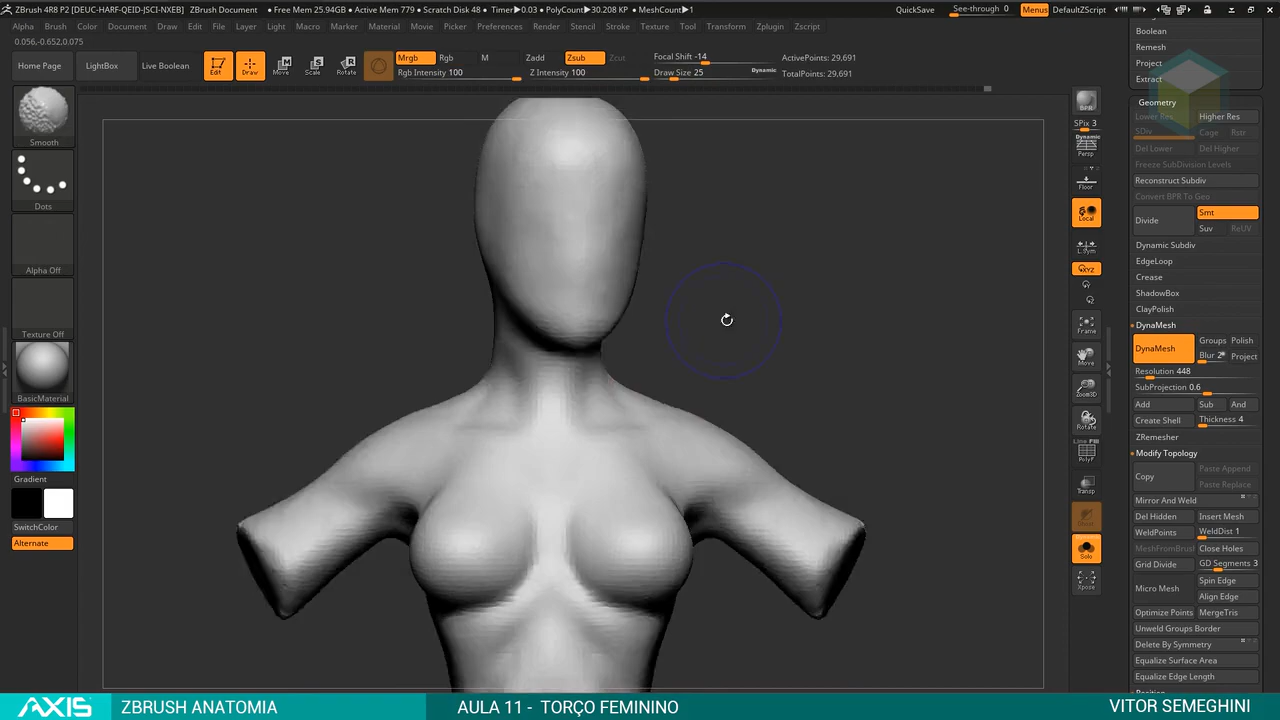 ZBrush 4R8 P2 [DEUC-HARF-QEID-JSCI-NXEB] ZBrush Document • Free Mem 25.94GB • Active Mem 779 • Scratch Disk 48 • Timer▶0.03 • PolyCount▶30.208 KP • MeshCount▶1 QuickSave See-through 0 Menus DefaultZScript
Alpha Brush Color Document Draw Edit File Layer Light Macro Marker Material Movie Picker Preferences Render Stencil Stroke Texture Tool Transform Zplugin Zscript
0.056,-0.652,0.075
Home Page LightBox Live Boolean Edit Draw Move Scale Rotate
Mrgb Rgb M Zadd Zsub Zcut Focal Shift -14 ActivePoints: 29,691
Rgb Intensity 100 Z Intensity 100 Draw Size 25 Dynamic TotalPoints: 29,691
Smooth
Dots
Alpha Off
Texture Off
BasicMaterial
Gradient
SwitchColor
Alternate
BPR
SPix 3
Dynamic
Persp
Floor
Local
L.Sym
XYZ
Frame
Move
Zoom3D
Rotate
Line Fill
PolyF
Transp
Solo
Xpose
Boolean
Remesh
Project
Extract
Geometry
Lower Res Higher Res
SDiv Cage Rstr
Del Lower Del Higher
Freeze SubDivision Levels
Reconstruct Subdiv
Convert BPR To Geo
Divide Smt
Suv ReUV
Dynamic Subdiv
EdgeLoop
Crease
ShadowBox
ClayPolish
DynaMesh
DynaMesh Groups Polish
Blur 2 Project
Resolution 448
SubProjection 0.6
Add Sub And
Create Shell Thickness 4
ZRemesher
Modify Topology
Copy Paste Append
Paste Replace
Mirror And Weld
Del Hidden Insert Mesh
WeldPoints WeldDist 1
MeshFromBrush Close Holes
Grid Divide GD Segments 3
Micro Mesh Spin Edge
Align Edge
Optimize Points MergeTris
Unweld Groups Border
Delete By Symmetry
Equalize Surface Area
Equalize Edge Length
AXIS ZBRUSH ANATOMIA AULA 11 - TORÇO FEMININO VITOR SEMEGHINI